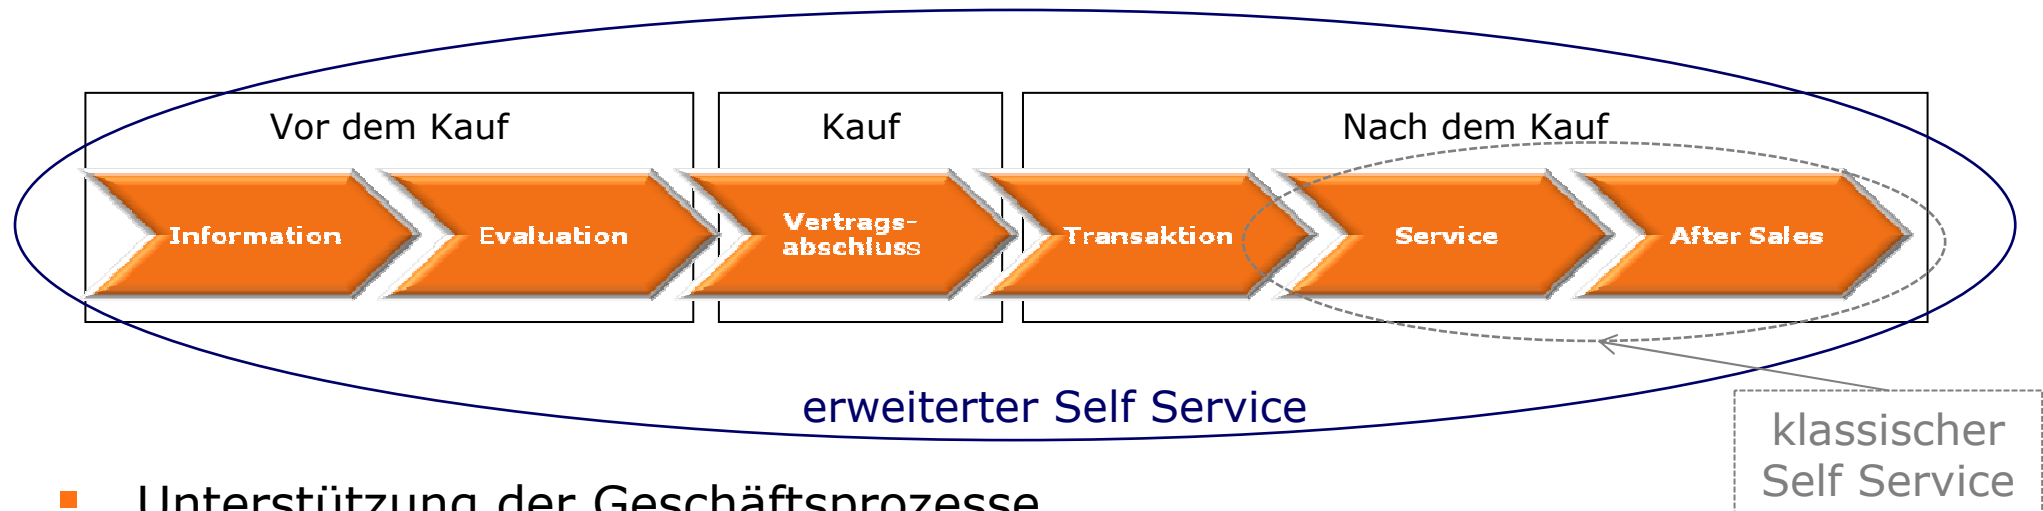 Vor dem Kauf
Kauf
Nach dem Kauf
Information
Evaluation
Vertrags-
abschluss
Transaktion
Service
After Sales
erweiterter Self Service
klassischer
Self Service
Unterstützung der Geschäftsprozesse